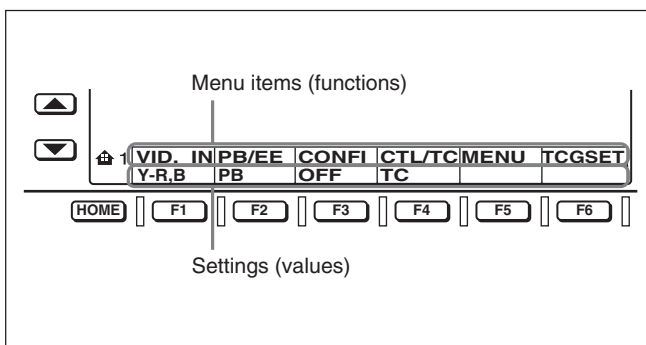 Menu items (functions)
1 VID. IN PB/EE CONFI CTL/TC MENU TCGSET
Y-R,B PB OFF TC
HOME F1 F2 F3 F4 F5 F6
Settings (values)